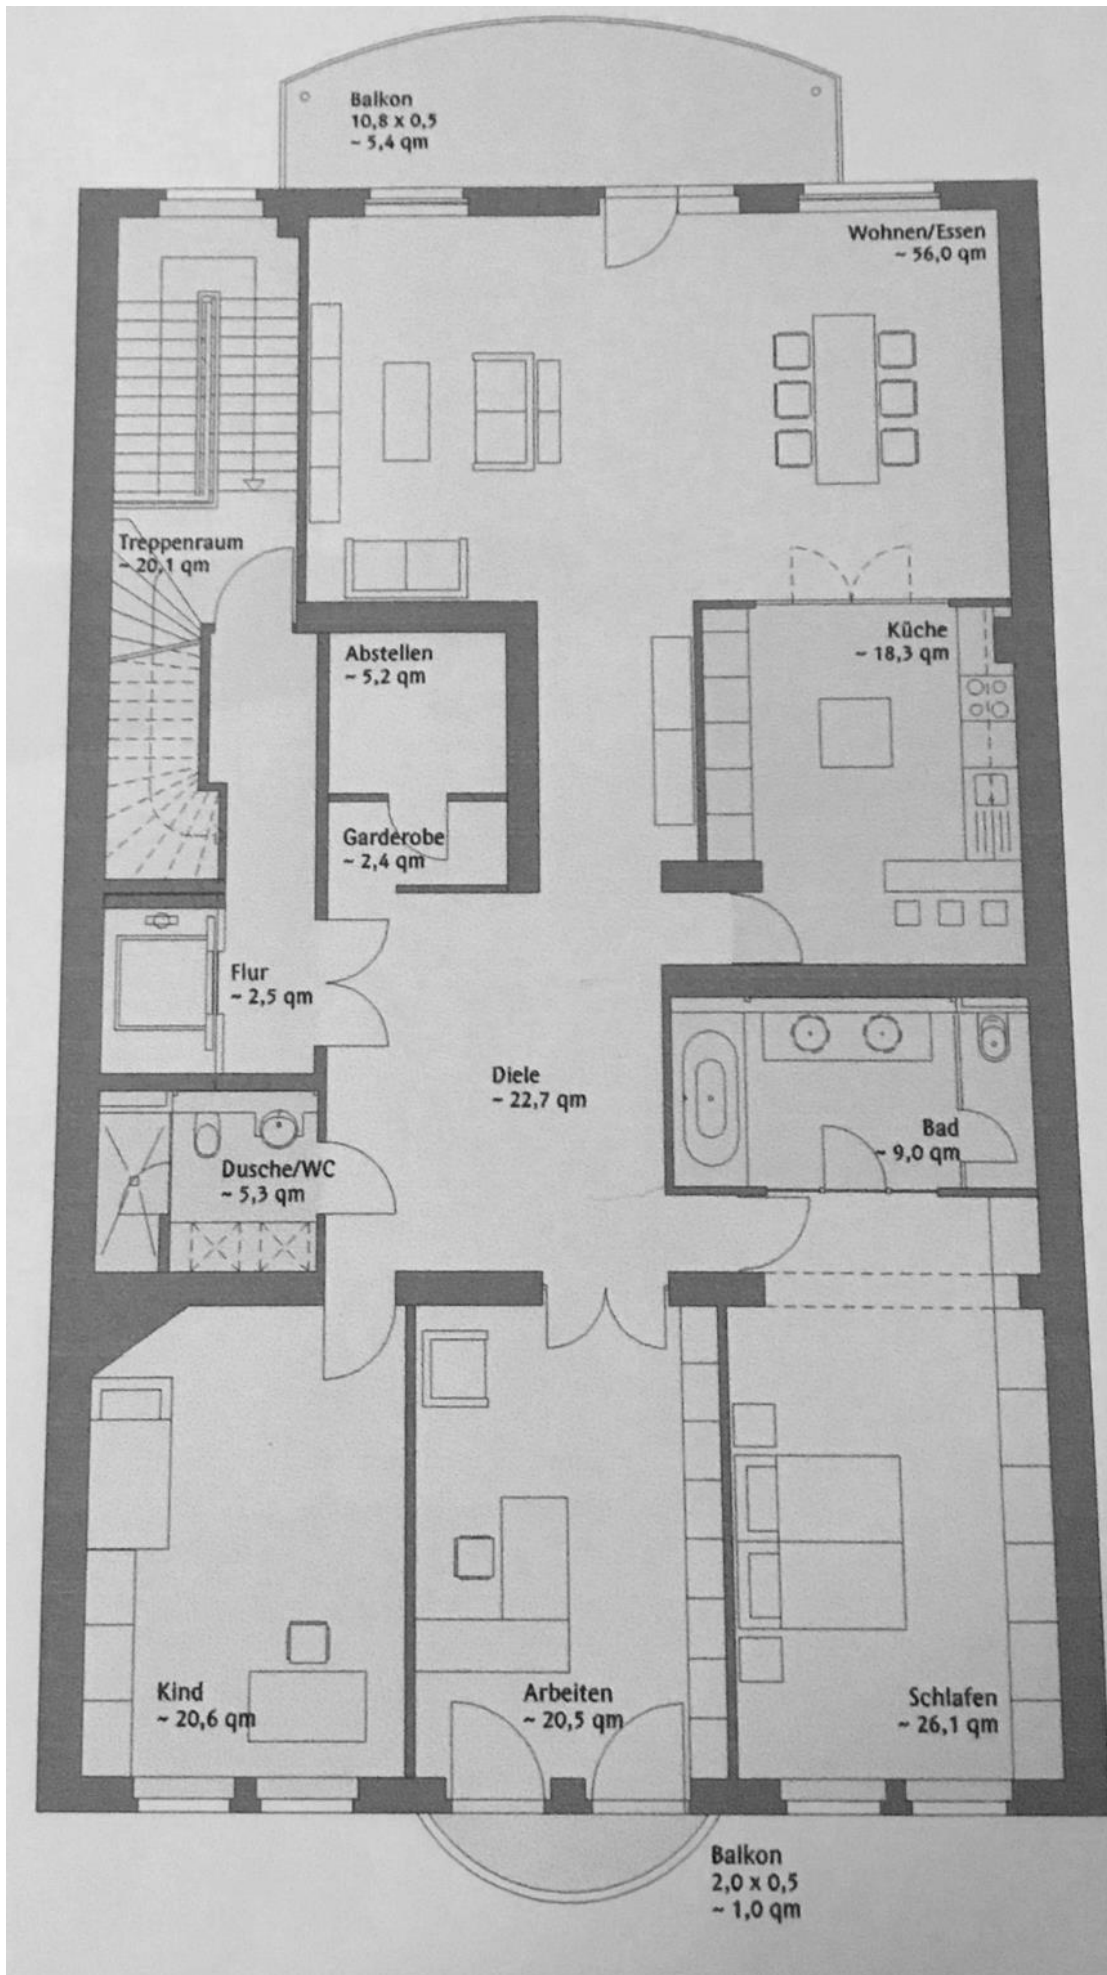 Balkon
10,8 x 0,5
~ 5,4 qm
Wohnen/Essen
~ 56,0 qm
Treppenraum
~ 20,1 qm
Abstellen
~ 5,2 qm
Küche
~ 18,3 qm
Garderobe
~ 2,4 qm
Flur
~ 2,5 qm
Diele
~ 22,7 qm
Bad
~ 9,0 qm
Dusche/WC
~ 5,3 qm
Kind
~ 20,6 qm
Arbeiten
~ 20,5 qm
Schlafen
~ 26,1 qm
Balkon
2,0 x 0,5
~ 1,0 qm